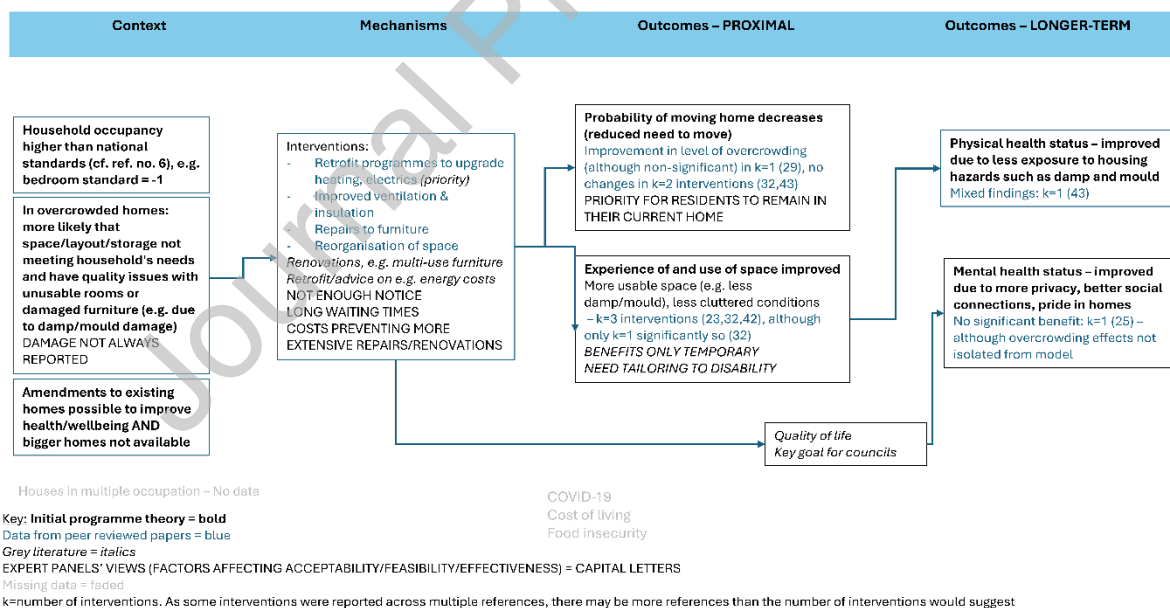 Context
Mechanisms
Outcomes – PROXIMAL
Outcomes – LONGER-TERM
Household occupancy
higher than national
standards (cf. ref. no. 6), e.g.
bedroom standard = -1
In overcrowded homes:
more likely that
space/layout/storage not
meeting household's needs
and have quality issues with
unusable rooms or
damaged furniture (e.g. due
to damp/mould damage)
DAMAGE NOT ALWAYS
REPORTED
Amendments to existing
homes possible to improve
health/wellbeing AND
bigger homes not available
Interventions:
- Retrofit programmes to upgrade
heating, electrics (priority)
- Improved ventilation &
insulation
- Repairs to furniture
- Reorganisation of space
Renovations, e.g. multi-use furniture
Retrofit/advice on e.g. energy costs
NOT ENOUGH NOTICE
LONG WAITING TIMES
COSTS PREVENTING MORE
EXTENSIVE REPAIRS/RENOVATIONS
Probability of moving home decreases
(reduced need to move)
Improvement in level of overcrowding
(although non-significant) in k=1 (29), no
changes in k=2 interventions (32,43)
PRIORITY FOR RESIDENTS TO REMAIN IN
THEIR CURRENT HOME
Experience of and use of space improved
More usable space (e.g. less
damp/mould), less cluttered conditions
– k=3 interventions (23,32,42), although
only k=1 significantly so (32)
BENEFITS ONLY TEMPORARY
NEED TAILORING TO DISABILITY
Quality of life
Key goal for councils
Physical health status – improved
due to less exposure to housing
hazards such as damp and mould
Mixed findings: k=1 (43)
Mental health status – improved
due to more privacy, better social
connections, pride in homes
No significant benefit: k=1 (25) –
although overcrowding effects not
isolated from model
Houses in multiple occupation – No data
COVID-19
Cost of living
Food insecurity
Key: Initial programme theory = bold
Data from peer reviewed papers = blue
Grey literature = italics
EXPERT PANELS' VIEWS (FACTORS AFFECTING ACCEPTABILITY/FEASIBILITY/EFFECTIVENESS) = CAPITAL LETTERS
Missing data = faded
k=number of interventions. As some interventions were reported across multiple references, there may be more references than the number of interventions would suggest
Journal P